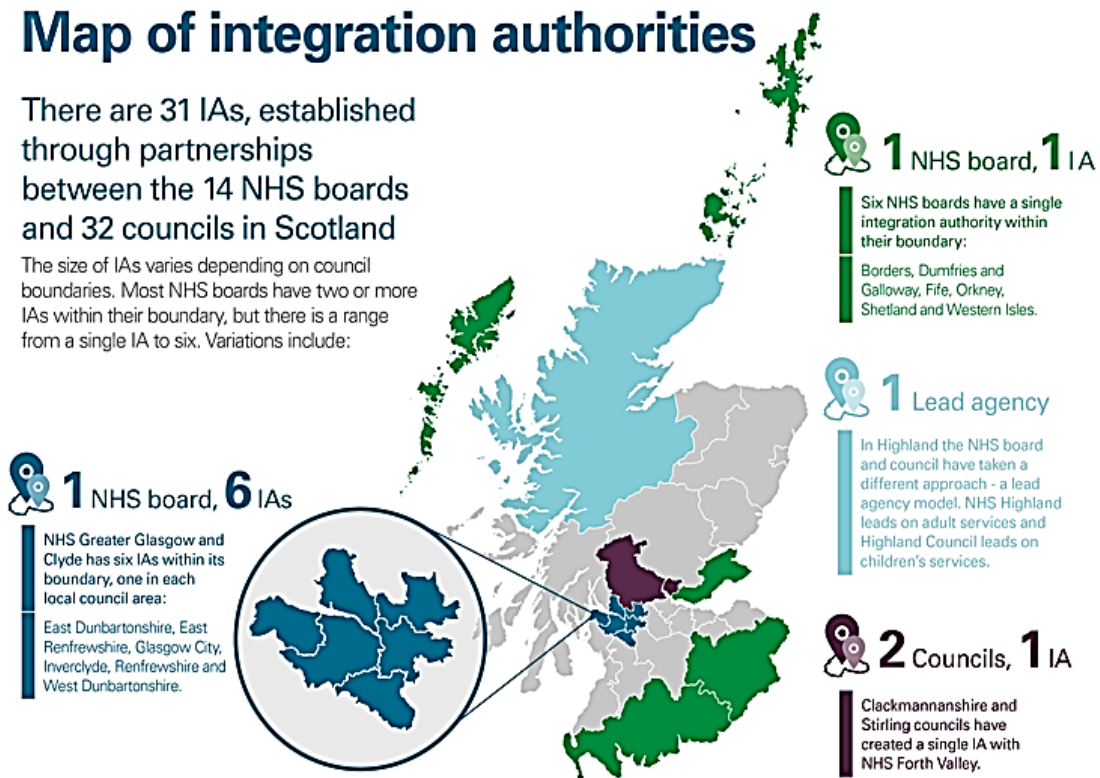 Map of integration authorities
There are 31 IAs, established
through partnerships
between the 14 NHS boards
and 32 councils in Scotland
The size of IAs varies depending on council
boundaries. Most NHS boards have two or more
IAs within their boundary, but there is a range
from a single IA to six. Variations include:
1 NHS board, 6 IAs
NHS Greater Glasgow and
Clyde has six IAs within its
boundary, one in each
local council area:
East Dunbartonshire, East
Renfrewshire, Glasgow City,
Inverclyde, Renfrewshire and
West Dunbartonshire.
1 NHS board, 1 IA
Six NHS boards have a single
integration authority within
their boundary:
Borders, Dumfries and
Galloway, Fife, Orkney,
Shetland and Western Isles.
1 Lead agency
In Highland the NHS board
and council have taken a
different approach - a lead
agency model. NHS Highland
leads on adult services and
Highland Council leads on
children's services.
2 Councils, 1 IA
Clackmannanshire and
Stirling councils have
created a single IA with
NHS Forth Valley.